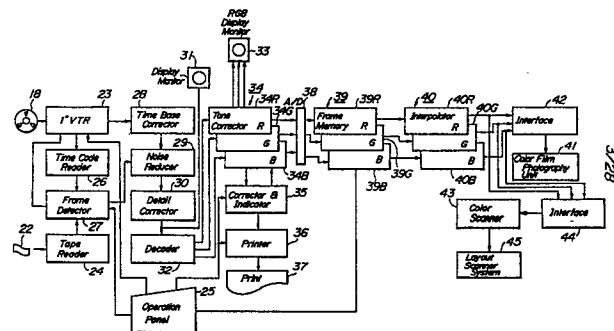 RGB
Display
Monitor
31
33
Display
Monitor
18
23
28
34
34R
34G
A/D
38
39
39R
40
40R
40G
42
1" VTR
Time Base
Corrector
Tone
Corrector R
G
B
Frame
Memory R
G
B
Interpolator
R
G
B
Interface
29
Time Code
Reader
26
Noise
Reducer
30
34B
39B
39G
40B
Color Film
Photography
Unit
41
Frame
Detector
27
Detail
Corrector
Corrector &
Indicator
35
43
Color
Scanner
Interface
44
22
Tape
Reader
24
Decoder
32
Printer
36
Layout
Scanner
System
45
25
Print
37
Operation
Panel
3/28